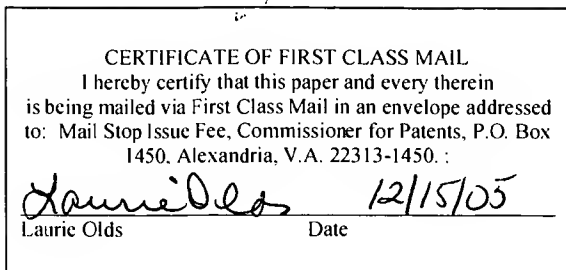 CERTIFICATE OF FIRST CLASS MAIL
I hereby certify that this paper and every therein
is being mailed via First Class Mail in an envelope addressed
to: Mail Stop Issue Fee, Commissioner for Patents, P.O. Box
1450, Alexandria, V.A. 22313-1450. :
Laurie Olds 12/15/05
Laurie Olds Date